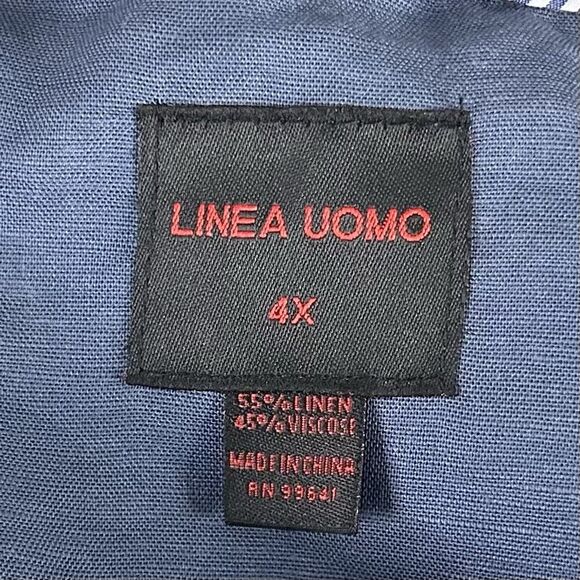 LINEA UOMO
4X
55%LINEN
45%VISCOSE
MADE IN CHINA
RN 99641